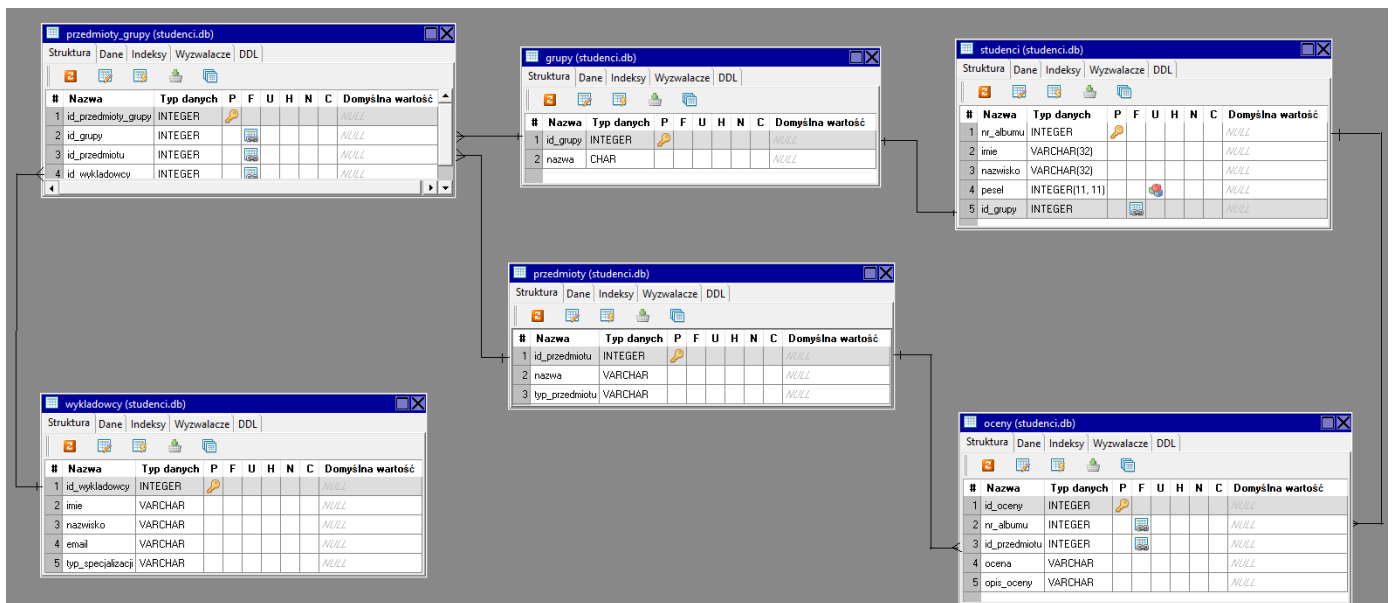 przedmioty_grupy (studenci.db)
Struktura Dane Indeksy Wyzwalacze DDL
# Nazwa Typ danych P F U H N C Domyślna wartość
1 id_przedmioty_grupy INTEGER NULL
2 id_grupy INTEGER NULL
3 id_przedmiotu INTEGER NULL
4 id_wykladowcy INTEGER NULL
grupy (studenci.db)
Struktura Dane Indeksy Wyzwalacze DDL
# Nazwa Typ danych P F U H N C Domyślna wartość
1 id_grupy INTEGER NULL
2 nazwa CHAR NULL
studenci (studenci.db)
Struktura Dane Indeksy Wyzwalacze DDL
# Nazwa Typ danych P F U H N C Domyślna wartość
1 nr_albumu INTEGER NULL
2 imie VARCHAR(32) NULL
3 nazwisko VARCHAR(32) NULL
4 pesel INTEGER(11, 11) NULL
5 id_grupy INTEGER NULL
przedmioty (studenci.db)
Struktura Dane Indeksy Wyzwalacze DDL
# Nazwa Typ danych P F U H N C Domyślna wartość
1 id_przedmiotu INTEGER NULL
2 nazwa VARCHAR NULL
3 typ_przedmiotu VARCHAR NULL
wykladowcy (studenci.db)
Struktura Dane Indeksy Wyzwalacze DDL
# Nazwa Typ danych P F U H N C Domyślna wartość
1 id_wykladowcy INTEGER NULL
2 imie VARCHAR NULL
3 nazwisko VARCHAR NULL
4 email VARCHAR NULL
5 typ_specjalizacji VARCHAR NULL
oceny (studenci.db)
Struktura Dane Indeksy Wyzwalacze DDL
# Nazwa Typ danych P F U H N C Domyślna wartość
1 id_oceny INTEGER NULL
2 nr_albumu INTEGER NULL
3 id_przedmiotu INTEGER NULL
4 ocena VARCHAR NULL
5 opis_oceny VARCHAR NULL